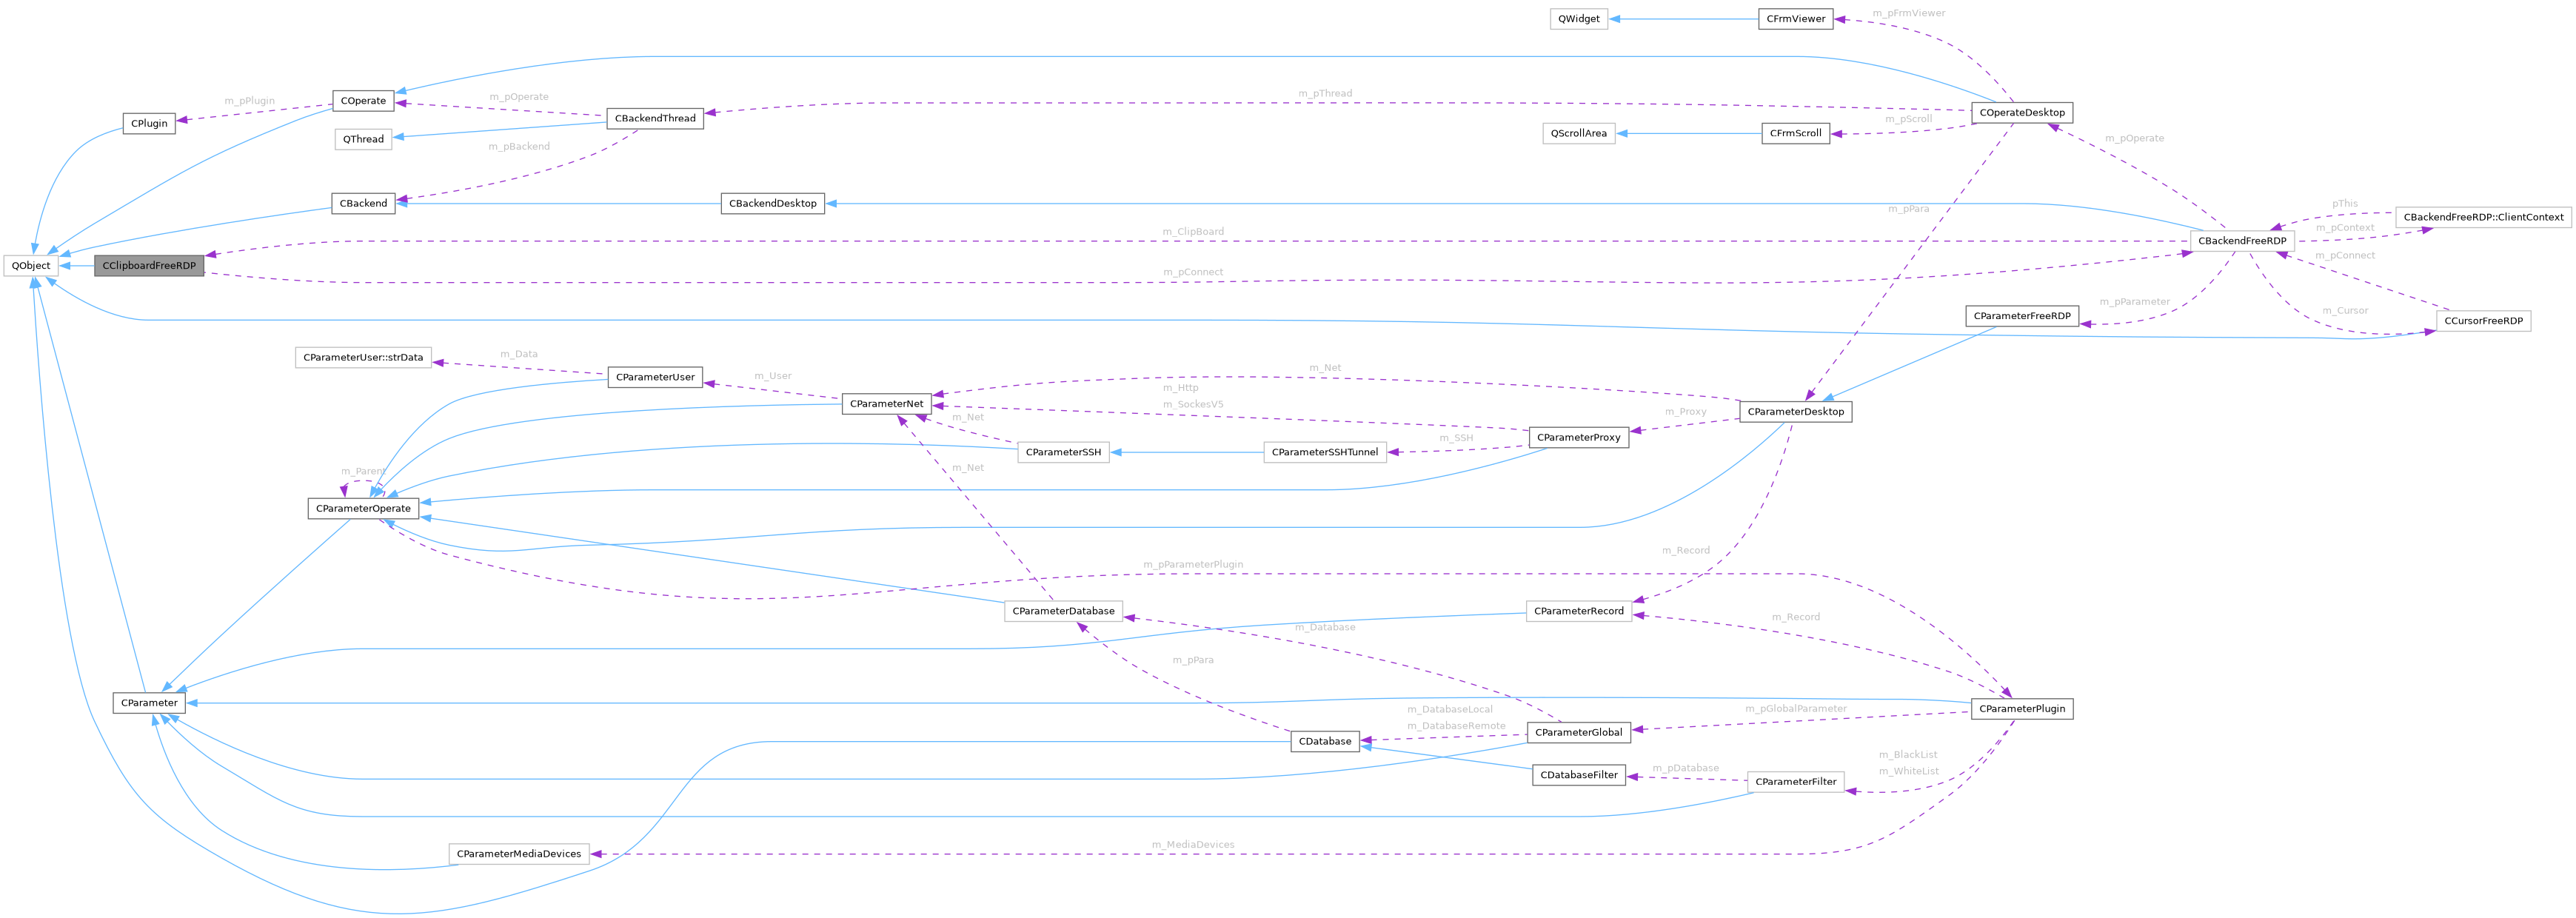 QWidget
CFrmViewer
m_pFrmViewer
m_pPlugin
COperate
m_pOperate
m_pThread
COperateDesktop
CPlugin
CBackendThread
m_pScroll
QThread
QScrollArea
CFrmScroll
m_pOperate
m_pBackend
CBackend
CBackendDesktop
m_pPara
pThis
CBackendFreeRDP::ClientContext
m_ClipBoard
m_pContext
CBackendFreeRDP
QObject
CClipboardFreeRDP
m_pConnect
m_pConnect
m_pParameter
CParameterFreeRDP
m_Cursor
CCursorFreeRDP
CParameterUser::strData
m_Data
CParameterUser
m_User
m_Net
m_Http
m_SockesV5
CParameterNet
m_Net
m_Proxy
CParameterDesktop
CParameterProxy
m_SSH
CParameterSSH
CParameterSSHTunnel
m_Parent
m_Net
CParameterOperate
m_Record
m_pParameterPlugin
CParameterDatabase
CParameterRecord
m_Database
m_Record
m_pPara
CParameter
m_DatabaseLocal
m_DatabaseRemote
m_pGlobalParameter
CParameterPlugin
CDatabase
CParameterGlobal
m_BlackList
m_WhiteList
CDatabaseFilter
m_pDatabase
CParameterFilter
CParameterMediaDevices
m_MediaDevices